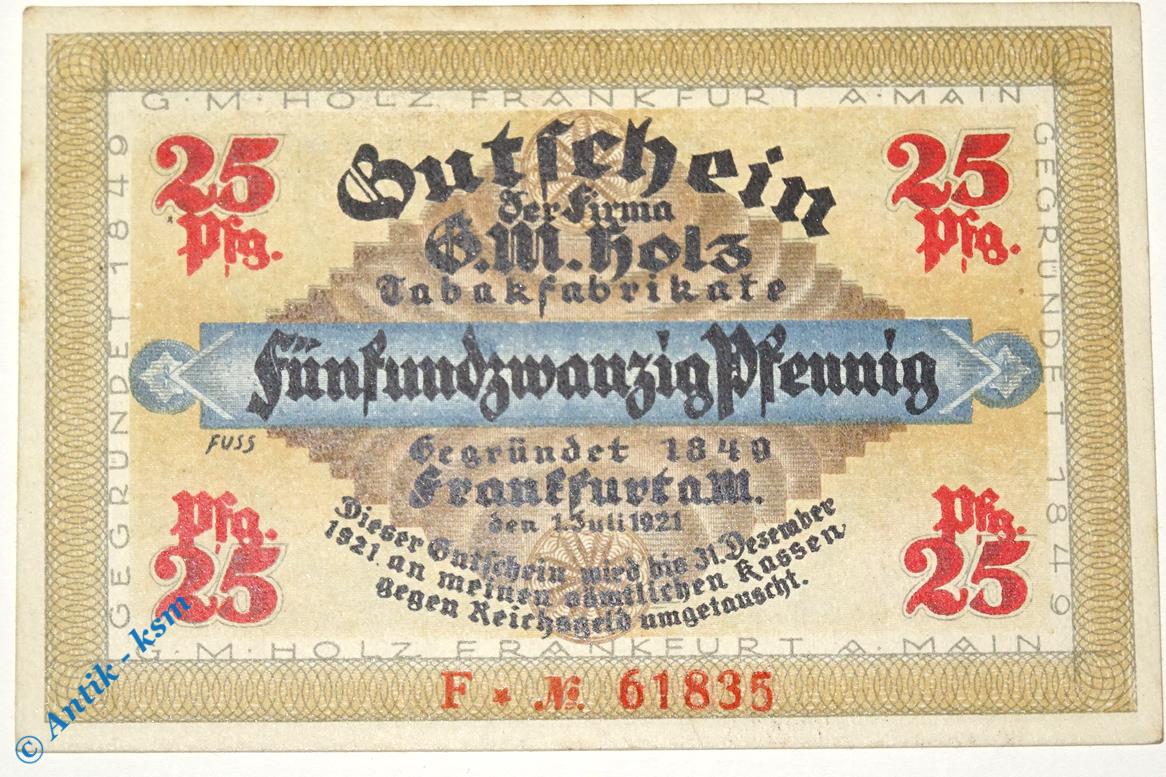 G·M·HOLZ FRANKFURT A·MAIN
GEGRÜNDET 1849
GEGRÜNDET 1849
25
Pfg.
25
Pfg.
Gutschein
der Firma
G.M.Holz
Tabakfabrikate
Fünfundzwanzig Pfennig
FUSS
Gegründet 1849
Frankfurt a M.
den 1. Juli 1921
Dieser Gutschein wird bis 31. Dezember
1921 an meinen sämtlichen Kassen
gegen Reichsgeld umgetauscht.
Pfg.
25
Pfg.
25
G·M·HOLZ FRANKFURT A·MAIN
F * № 61835
© Antik - ksm